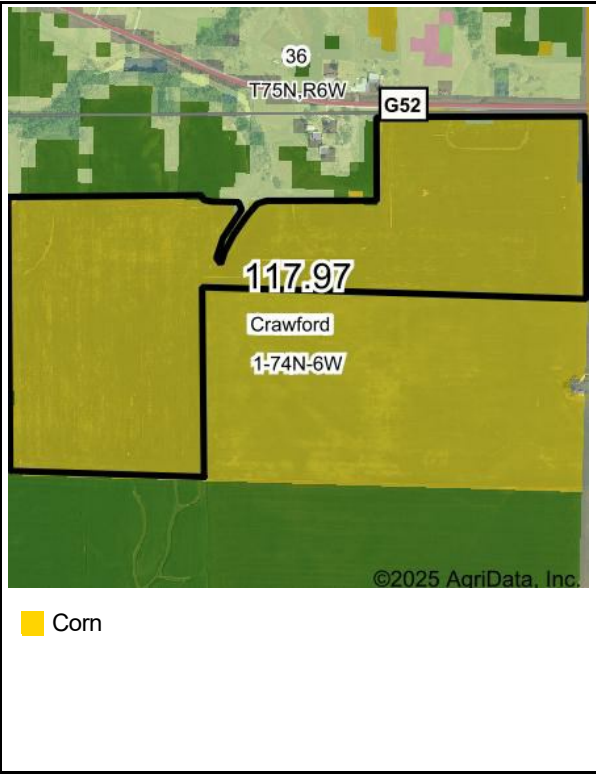 36
T75N,R6W
G52
117.97
Crawford
1-74N-6W
©2025 AgriData, Inc.
Corn